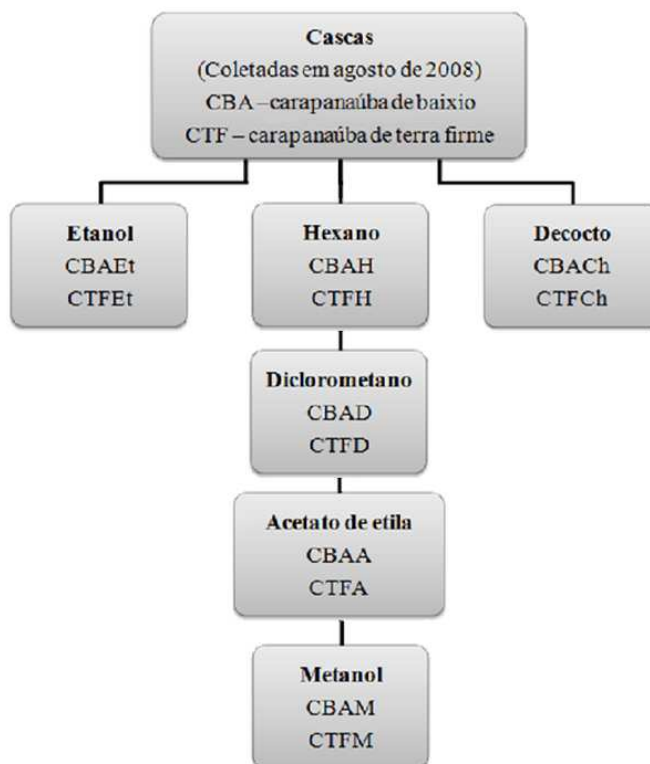 Cascas
(Coletadas em agosto de 2008)
CBA – carapanaúba de baixio
CTF – carapanaúba de terra firme
Etanol
CBAEt
CTFEt
Hexano
CBAH
CTFH
Decocto
CBACh
CTFCh
Diclorometano
CBAD
CTFD
Acetato de etila
CBAA
CTFA
Metanol
CBAM
CTFM